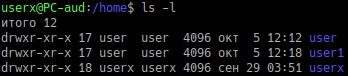 userx@PC-aud:/home$ ls -l
итого 12
drwxr-xr-x 17 user  user  4096 окт  5 12:12 user
drwxr-xr-x 17 user  user  4096 окт  5 12:18 user1
drwxr-xr-x 18 userx userx 4096 сен 29 03:51 userx